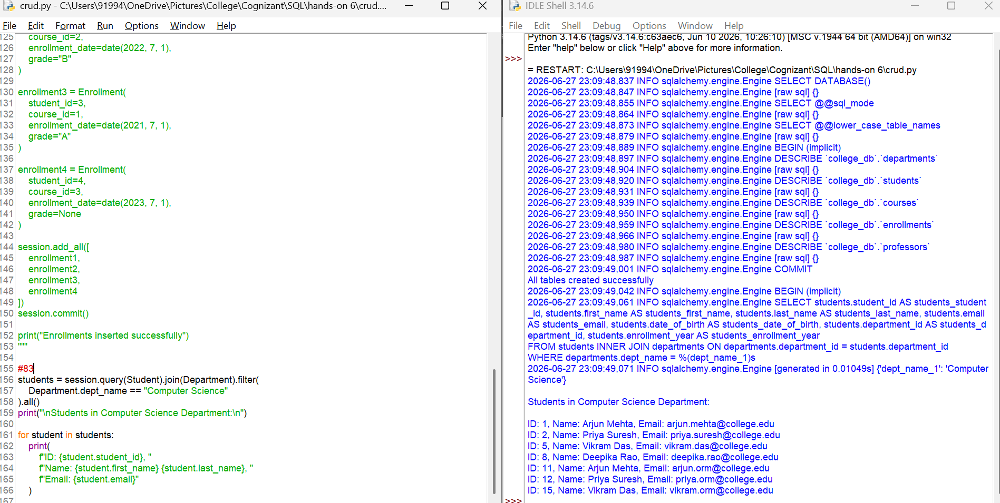 crud.py - C:\Users\91994\OneDrive\Pictures\College\Cognizant\SQL\hands-on 6\crud....
File Edit Format Run Options Window Help
125 course_id=2,
126 enrollment_date=date(2022, 7, 1),
127 grade="B"
128 )
129
130 enrollment3 = Enrollment(
131 student_id=3,
132 course_id=1,
133 enrollment_date=date(2021, 7, 1),
134 grade="A"
135 )
136
137 enrollment4 = Enrollment(
138 student_id=4,
139 course_id=3,
140 enrollment_date=date(2023, 7, 1),
141 grade=None
142 )
143
144 session.add_all([
145 enrollment1,
146 enrollment2,
147 enrollment3,
148 enrollment4
149 ])
150 session.commit()
151
152 print("Enrollments inserted successfully")
153 """
154
155 #83
156 students = session.query(Student).join(Department).filter(
157 Department.dept_name == "Computer Science"
158 ).all()
159 print("\nStudents in Computer Science Department:\n")
160
161 for student in students:
162 print(
163 f"ID: {student.student_id}, "
164 f"Name: {student.first_name} {student.last_name}, "
165 f"Email: {student.email}"
166 )
167
IDLE Shell 3.14.6
File Edit Shell Debug Options Window Help
Python 3.14.6 (tags/v3.14.6:c63aec6, Jun 10 2026, 10:26:10) [MSC v.1944 64 bit (AMD64)] on win32
Enter "help" below or click "Help" above for more information.
>>>
= RESTART: C:\Users\91994\OneDrive\Pictures\College\Cognizant\SQL\hands-on 6\crud.py
2026-06-27 23:09:48,837 INFO sqlalchemy.engine.Engine SELECT DATABASE()
2026-06-27 23:09:48,847 INFO sqlalchemy.engine.Engine [raw sql] {}
2026-06-27 23:09:48,855 INFO sqlalchemy.engine.Engine SELECT @@sql_mode
2026-06-27 23:09:48,864 INFO sqlalchemy.engine.Engine [raw sql] {}
2026-06-27 23:09:48,873 INFO sqlalchemy.engine.Engine SELECT @@lower_case_table_names
2026-06-27 23:09:48,879 INFO sqlalchemy.engine.Engine [raw sql] {}
2026-06-27 23:09:48,889 INFO sqlalchemy.engine.Engine BEGIN (implicit)
2026-06-27 23:09:48,897 INFO sqlalchemy.engine.Engine DESCRIBE `college_db`.`departments`
2026-06-27 23:09:48,904 INFO sqlalchemy.engine.Engine [raw sql] {}
2026-06-27 23:09:48,920 INFO sqlalchemy.engine.Engine DESCRIBE `college_db`.`students`
2026-06-27 23:09:48,931 INFO sqlalchemy.engine.Engine [raw sql] {}
2026-06-27 23:09:48,939 INFO sqlalchemy.engine.Engine DESCRIBE `college_db`.`courses`
2026-06-27 23:09:48,950 INFO sqlalchemy.engine.Engine [raw sql] {}
2026-06-27 23:09:48,959 INFO sqlalchemy.engine.Engine DESCRIBE `college_db`.`enrollments`
2026-06-27 23:09:48,966 INFO sqlalchemy.engine.Engine [raw sql] {}
2026-06-27 23:09:48,980 INFO sqlalchemy.engine.Engine DESCRIBE `college_db`.`professors`
2026-06-27 23:09:48,987 INFO sqlalchemy.engine.Engine [raw sql] {}
2026-06-27 23:09:49,001 INFO sqlalchemy.engine.Engine COMMIT
All tables created successfully
2026-06-27 23:09:49,042 INFO sqlalchemy.engine.Engine BEGIN (implicit)
2026-06-27 23:09:49,061 INFO sqlalchemy.engine.Engine SELECT students.student_id AS students_student
_id, students.first_name AS students_first_name, students.last_name AS students_last_name, students.email
AS students_email, students.date_of_birth AS students_date_of_birth, students.department_id AS students_d
epartment_id, students.enrollment_year AS students_enrollment_year
FROM students INNER JOIN departments ON departments.department_id = students.department_id
WHERE departments.dept_name = %(dept_name_1)s
2026-06-27 23:09:49,071 INFO sqlalchemy.engine.Engine [generated in 0.01049s] {'dept_name_1': 'Computer
Science'}
Students in Computer Science Department:
ID: 1, Name: Arjun Mehta, Email: arjun.mehta@college.edu
ID: 2, Name: Priya Suresh, Email: priya.suresh@college.edu
ID: 5, Name: Vikram Das, Email: vikram.das@college.edu
ID: 8, Name: Deepika Rao, Email: deepika.rao@college.edu
ID: 11, Name: Arjun Mehta, Email: arjun.orm@college.edu
ID: 12, Name: Priya Suresh, Email: priya.orm@college.edu
ID: 15, Name: Vikram Das, Email: vikram.orm@college.edu
>>>